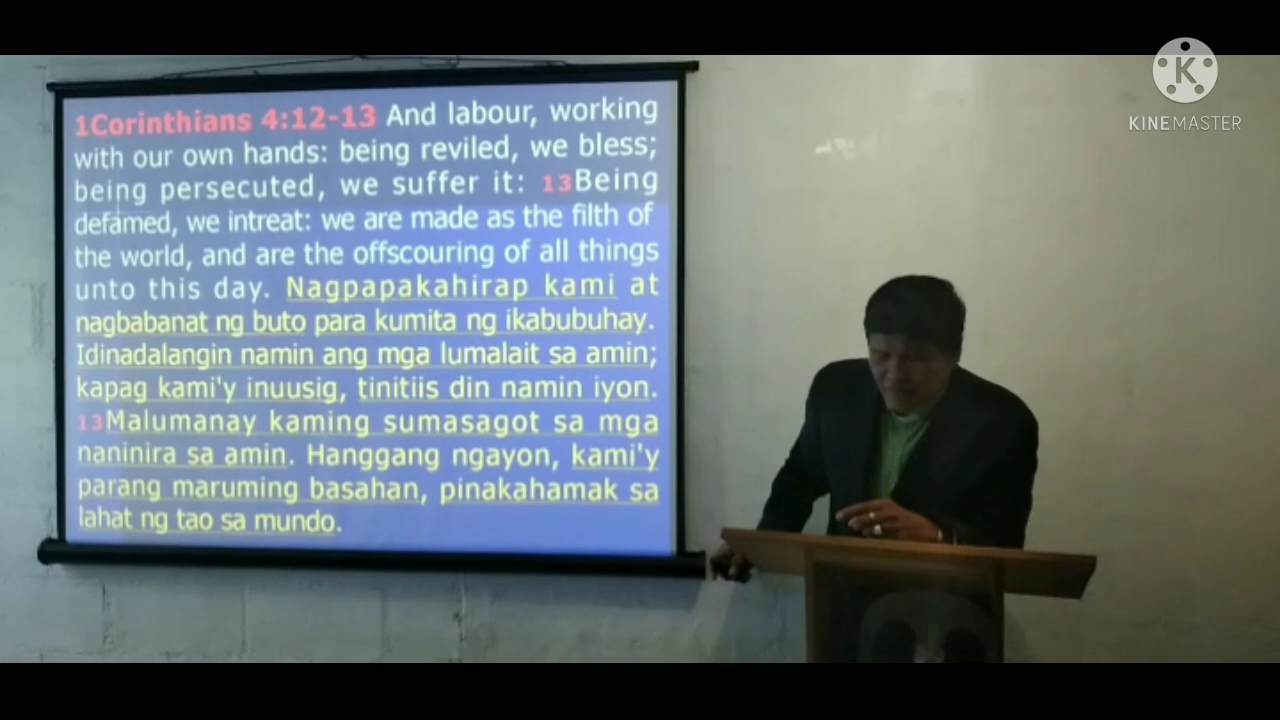 1Corinthians 4:12-13 And labour, working
with our own hands: being reviled, we bless;
being persecuted, we suffer it: 13Being
defamed, we intreat: we are made as the filth of
the world, and are the offscouring of all things
unto this day. Nagpapakahirap kami at
nagbabanat ng buto para kumita ng ikabubuhay.
Idinadalangin namin ang mga lumalait sa amin;
kapag kami'y inuusig, tinitiis din namin iyon.
13Malumanay kaming sumasagot sa mga
naninira sa amin. Hanggang ngayon, kami'y
parang maruming basahan, pinakahamak sa
lahat ng tao sa mundo.
K
KINEMASTER